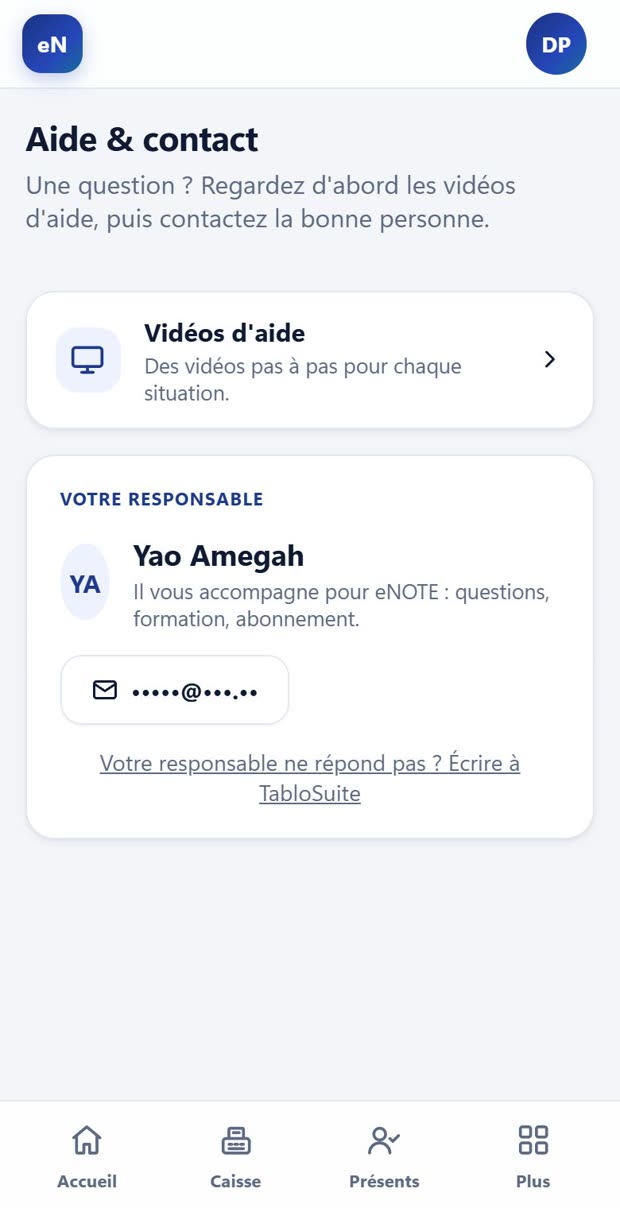 eN
DP
Aide & contact
Une question ? Regardez d'abord les vidéos
d'aide, puis contactez la bonne personne.
Vidéos d'aide
Des vidéos pas à pas pour chaque
situation.
VOTRE RESPONSABLE
YA
Yao Amegah
Il vous accompagne pour eNOTE : questions,
formation, abonnement.
•••••@•••.••
Votre responsable ne répond pas ? Écrire à
TabloSuite
Accueil
Caisse
Présents
Plus